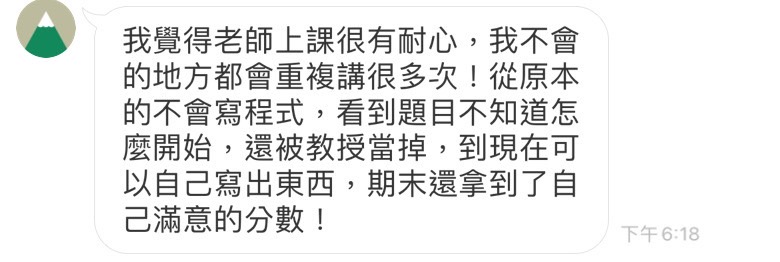 我覺得老師上課很有耐心，我不會
的地方都會重複講很多次！從原本
的不會寫程式，看到題目不知道怎
麼開始，還被教授當掉，到現在可
以自己寫出東西，期末還拿到了自
己滿意的分數！
下午6:18